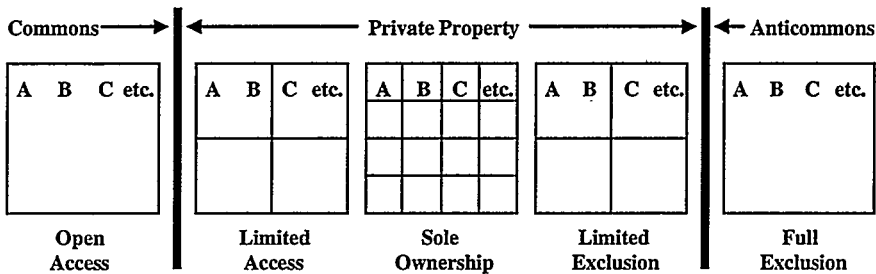 Commons Private Property Anticommons
A B C etc. A B C etc. A B C etc. A B C etc. A B C etc.
Open Limited Sole Limited Full
Access Access Ownership Exclusion Exclusion